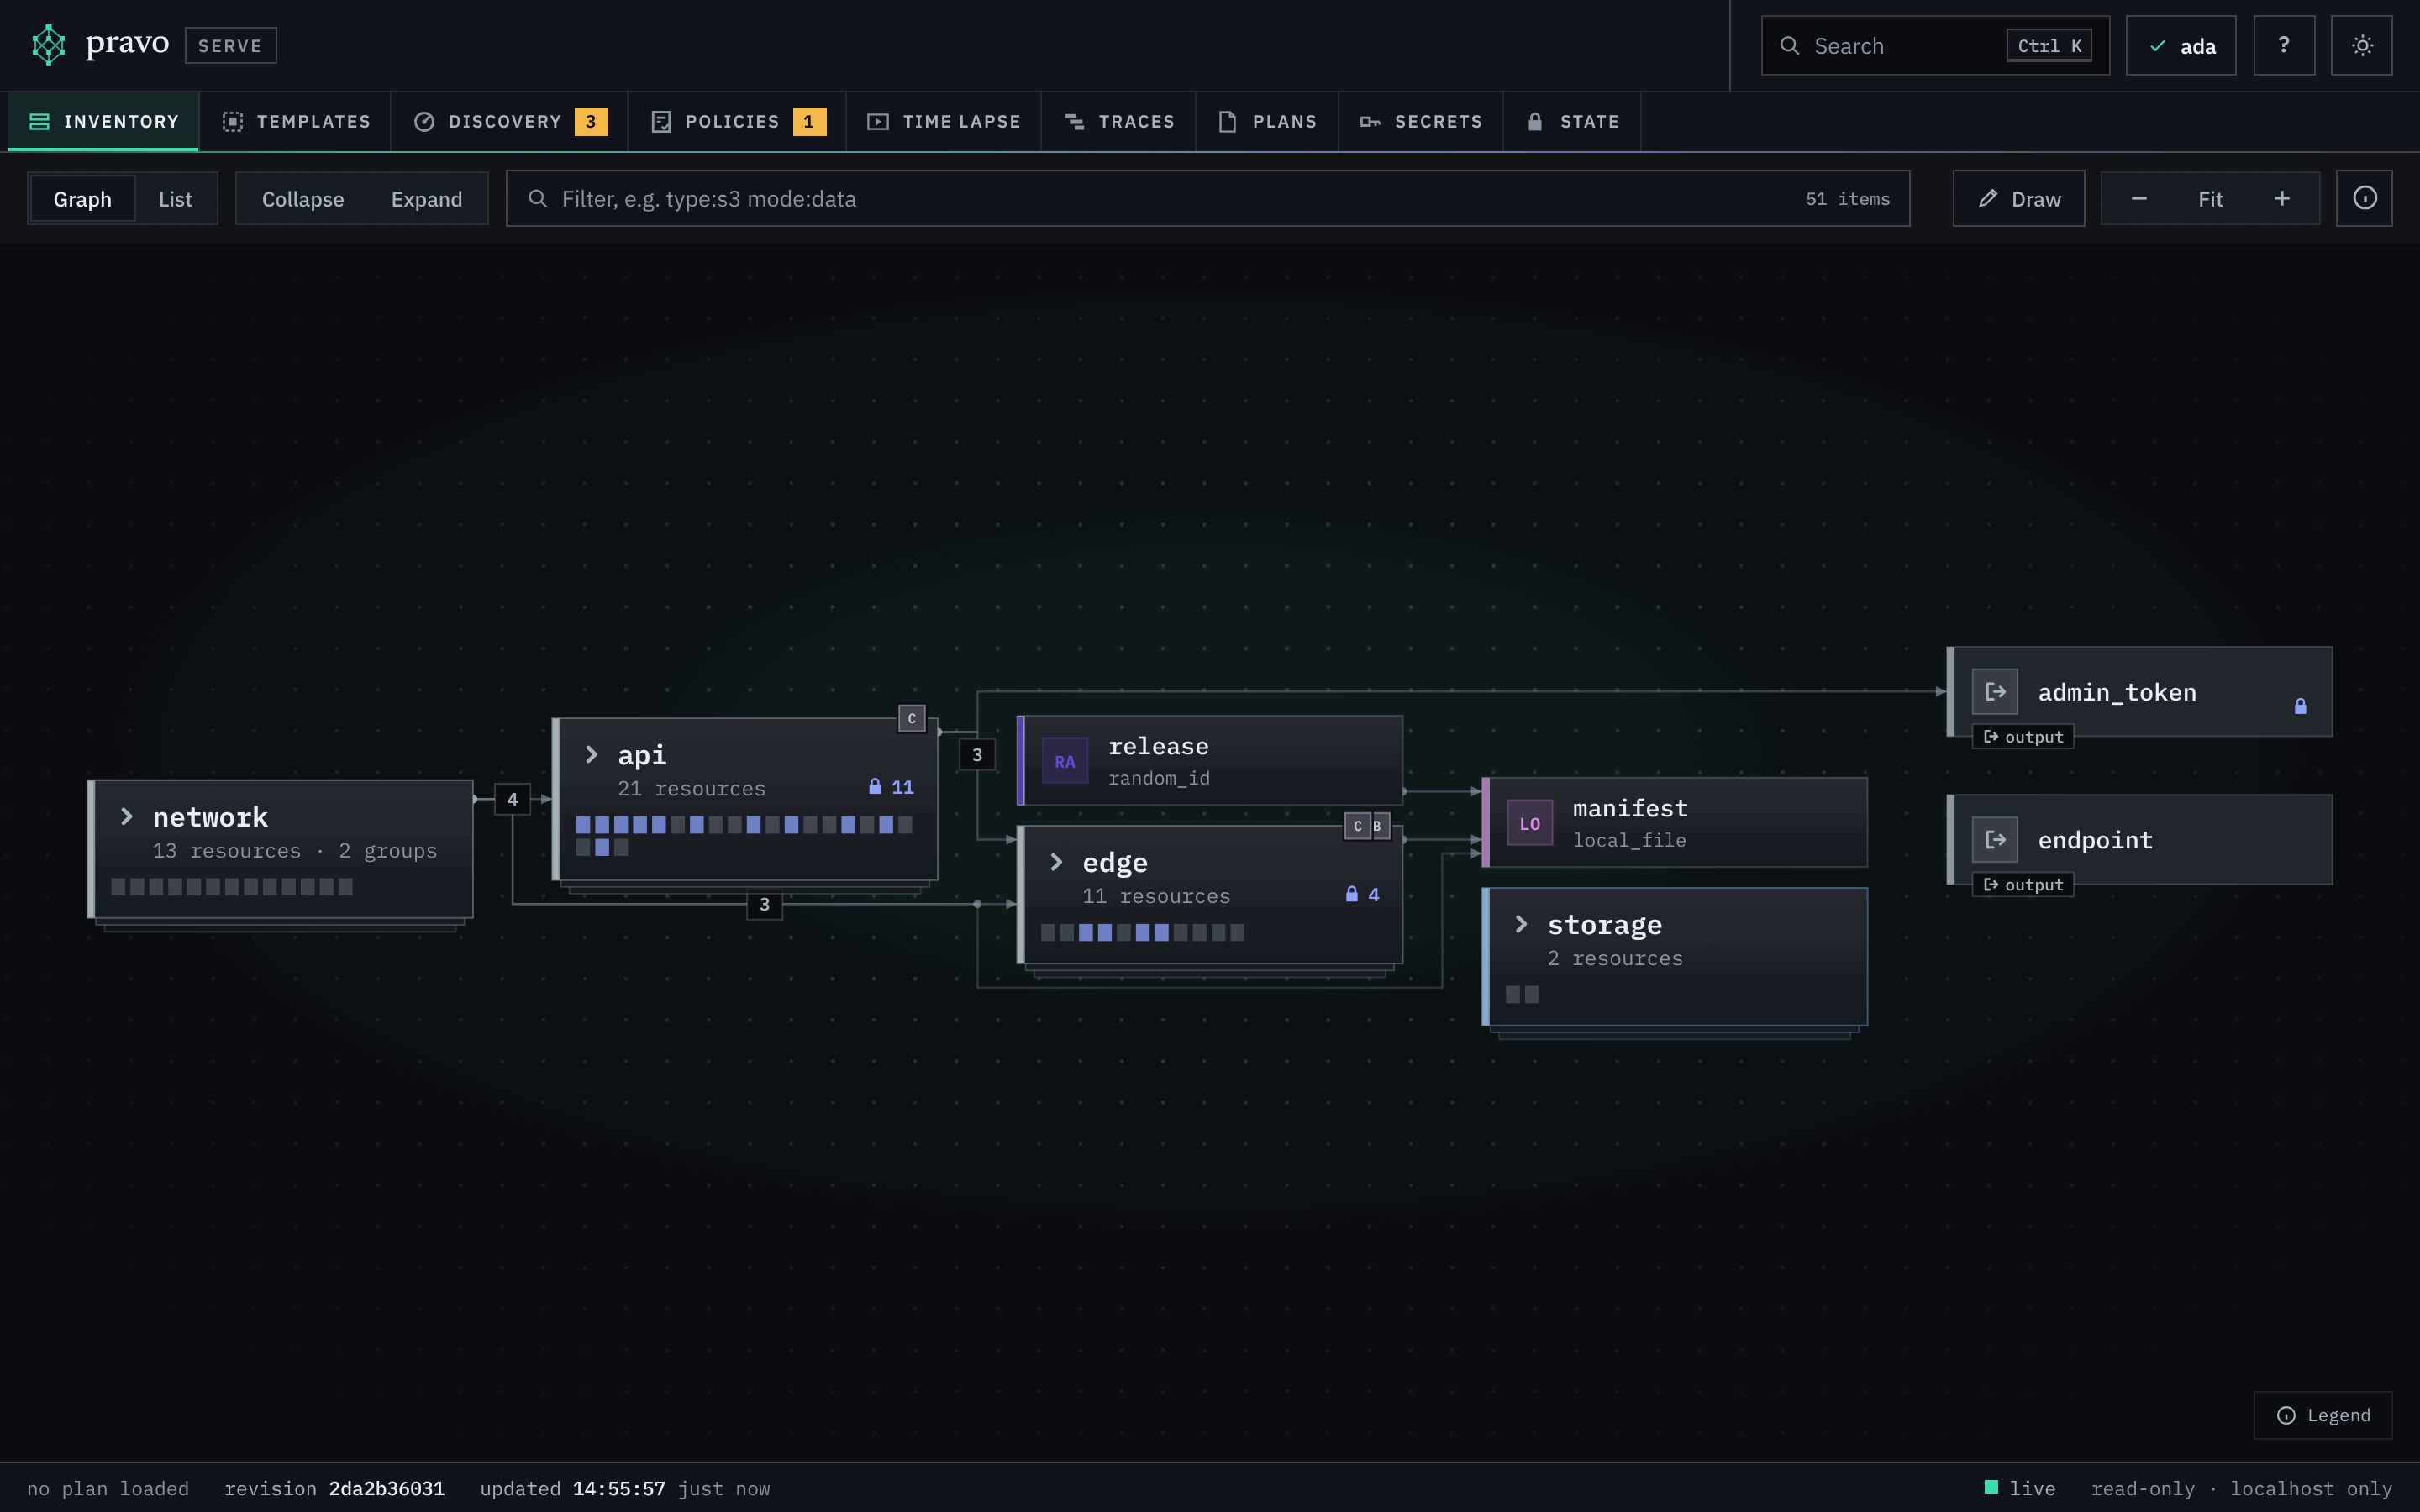 pravo SERVE
Search Ctrl K ada ?
INVENTORY TEMPLATES DISCOVERY 3 POLICIES 1 TIME LAPSE TRACES PLANS SECRETS STATE
Graph List Collapse Expand Filter, e.g. type:s3 mode:data 51 items Draw − Fit +
admin_token
output
C
api
21 resources 11
3
release
random_id
RA
network
13 resources · 2 groups
4
3
C B
edge
11 resources 4
manifest
local_file
LO
storage
2 resources
endpoint
output
Legend
no plan loaded revision 2da2b36031 updated 14:55:57 just now live read-only · localhost only